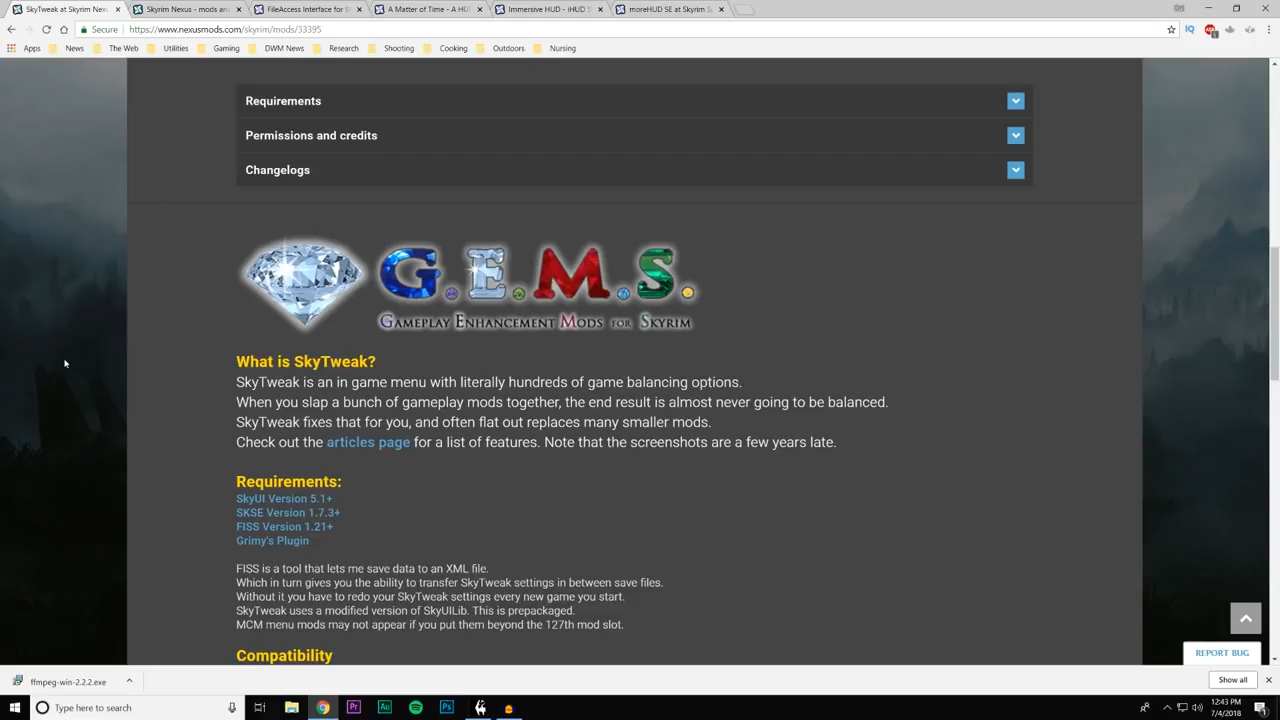 SkyTweak at Skyrim Nexu
Skyrim Nexus - mods and
FileAccess Interface for S
A Matter of Time - A HU
Immersive HUD - iHUD S
moreHUD SE at Skyrim S
Secure
https://www.nexusmods.com/skyrim/mods/33395
Apps
News
The Web
Utilities
Gaming
DWM News
Research
Shooting
Cooking
Outdoors
Nursing
Requirements
Permissions and credits
Changelogs
G.E.M.S.
Gameplay Enhancement Mods for Skyrim
What is SkyTweak?
SkyTweak is an in game menu with literally hundreds of game balancing options.
When you slap a bunch of gameplay mods together, the end result is almost never going to be balanced.
SkyTweak fixes that for you, and often flat out replaces many smaller mods.
Check out the articles page for a list of features. Note that the screenshots are a few years late.
Requirements:
SkyUI Version 5.1+
SKSE Version 1.7.3+
FISS Version 1.21+
Grimy's Plugin
FISS is a tool that lets me save data to an XML file.
Which in turn gives you the ability to transfer SkyTweak settings in between save files.
Without it you have to redo your SkyTweak settings every new game you start.
SkyTweak uses a modified version of SkyUILib. This is prepackaged.
MCM menu mods may not appear if you put them beyond the 127th mod slot.
Compatibility
REPORT BUG
ffmpeg-win-2.2.2.exe
Show all
Type here to search
Pr
Au
Ps
12:43 PM
7/4/2018